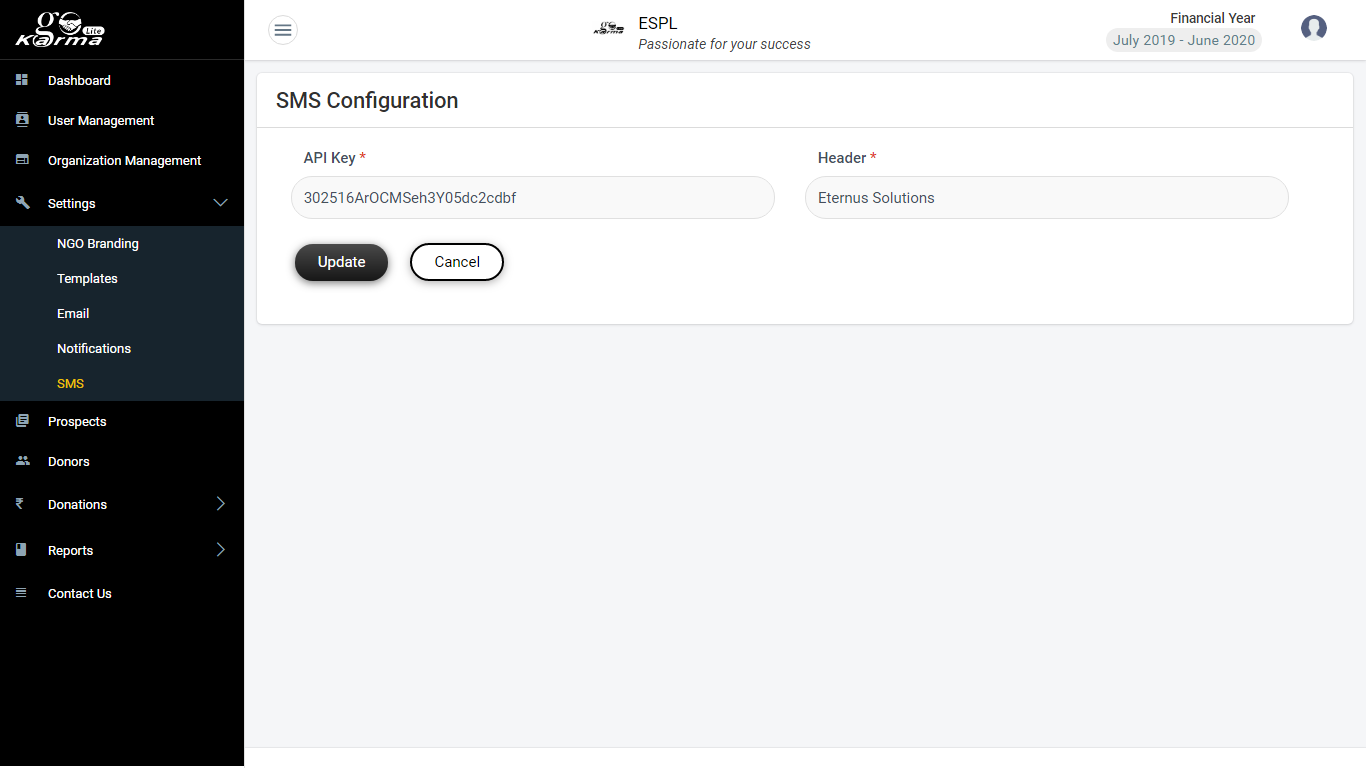 go
Karma Lite
Dashboard
User Management
Organization Management
Settings
NGO Branding
Templates
Email
Notifications
SMS
Prospects
Donors
Donations
Reports
Contact Us
go
Karma
ESPL
Passionate for your success
Financial Year
July 2019 - June 2020
SMS Configuration
API Key *
Header *
302516ArOCMSeh3Y05dc2cdbf
Eternus Solutions
Update
Cancel